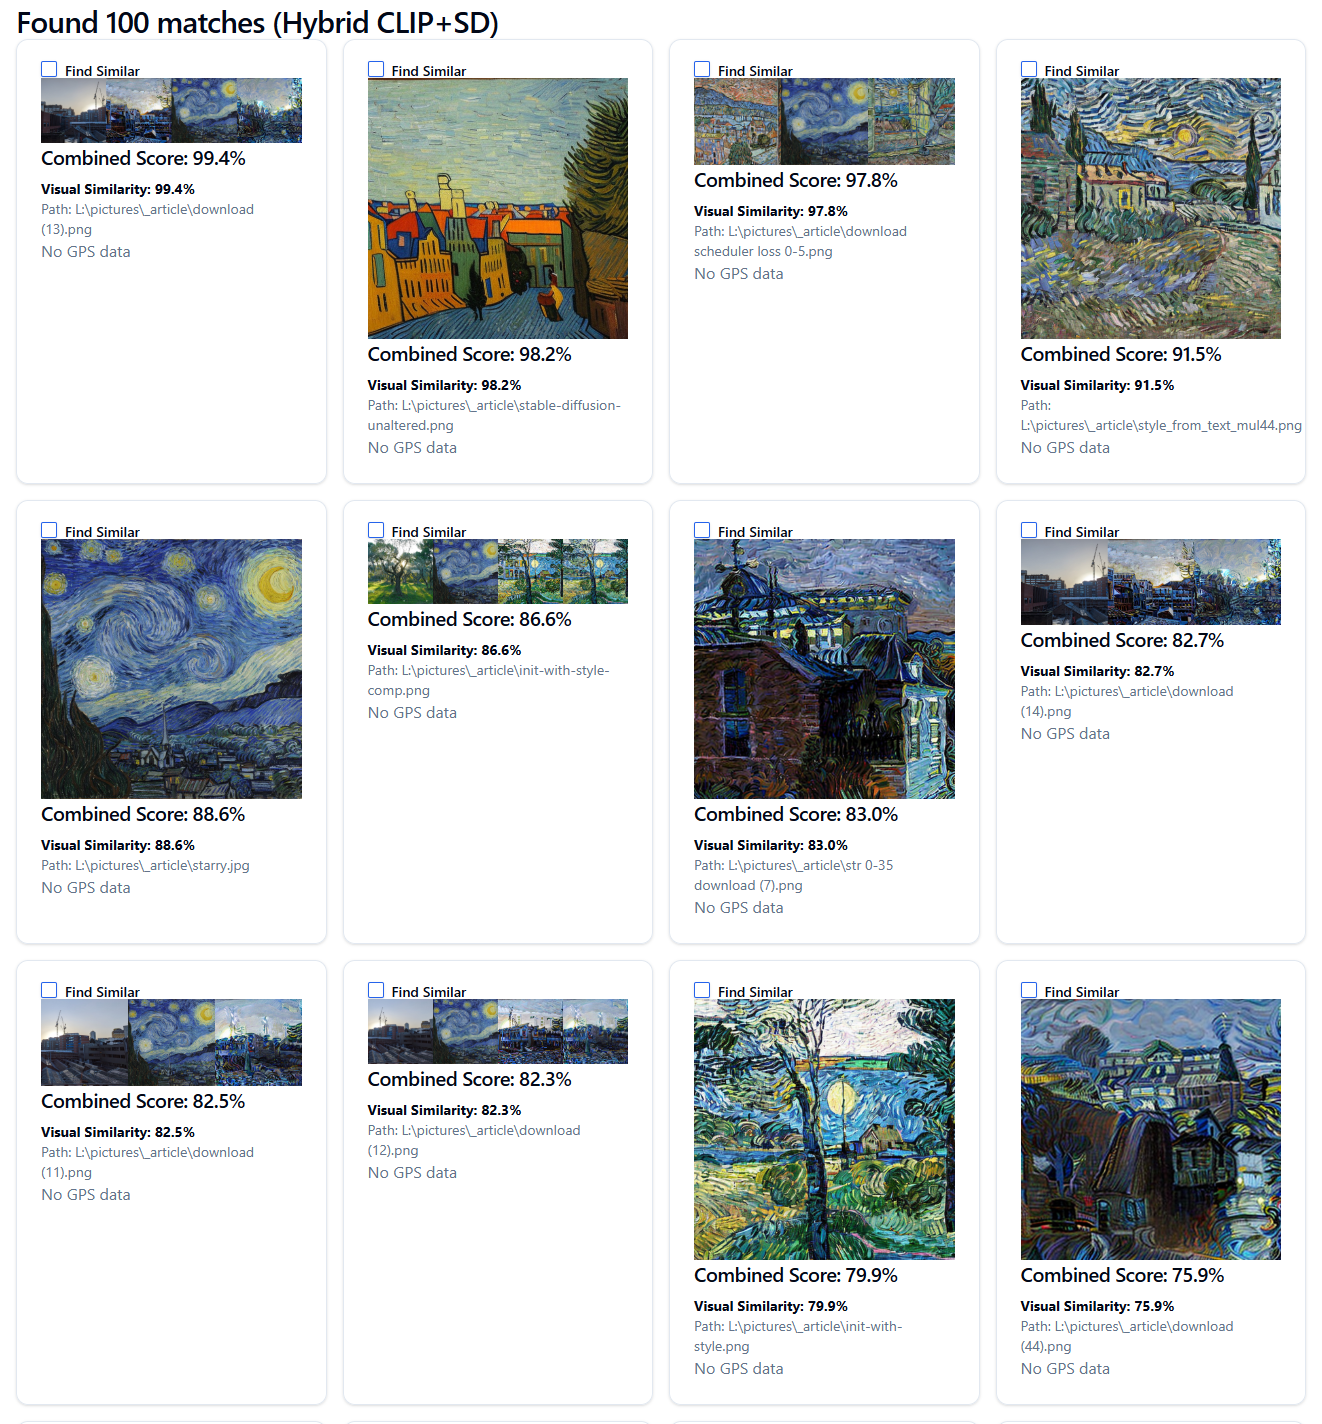 Found 100 matches (Hybrid CLIP+SD)
Find Similar
Combined Score: 99.4%
Visual Similarity: 99.4%
Path: L:\pictures\_article\download
(13).png
No GPS data
Find Similar
Combined Score: 98.2%
Visual Similarity: 98.2%
Path: L:\pictures\_article\stable-diffusion-
unaltered.png
No GPS data
Find Similar
Combined Score: 97.8%
Visual Similarity: 97.8%
Path: L:\pictures\_article\download
scheduler loss 0-5.png
No GPS data
Find Similar
Combined Score: 91.5%
Visual Similarity: 91.5%
Path:
L:\pictures\_article\style_from_text_mul44.png
No GPS data
Find Similar
Combined Score: 88.6%
Visual Similarity: 88.6%
Path: L:\pictures\_article\starry.jpg
No GPS data
Find Similar
Combined Score: 86.6%
Visual Similarity: 86.6%
Path: L:\pictures\_article\init-with-style-
comp.png
No GPS data
Find Similar
Combined Score: 83.0%
Visual Similarity: 83.0%
Path: L:\pictures\_article\str 0-35
download (7).png
No GPS data
Find Similar
Combined Score: 82.7%
Visual Similarity: 82.7%
Path: L:\pictures\_article\download
(14).png
No GPS data
Find Similar
Combined Score: 82.5%
Visual Similarity: 82.5%
Path: L:\pictures\_article\download
(11).png
No GPS data
Find Similar
Combined Score: 82.3%
Visual Similarity: 82.3%
Path: L:\pictures\_article\download
(12).png
No GPS data
Find Similar
Combined Score: 79.9%
Visual Similarity: 79.9%
Path: L:\pictures\_article\init-with-
style.png
No GPS data
Find Similar
Combined Score: 75.9%
Visual Similarity: 75.9%
Path: L:\pictures\_article\download
(44).png
No GPS data